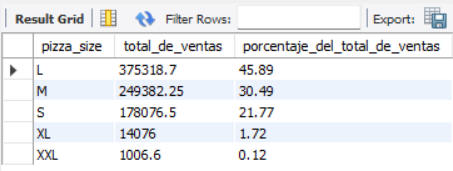 Result Grid Filter Rows: Export:
pizza_size total_de_ventas porcentaje_del_total_de_ventas
L 375318.7 45.89
M 249382.25 30.49
S 178076.5 21.77
XL 14076 1.72
XXL 1006.6 0.12